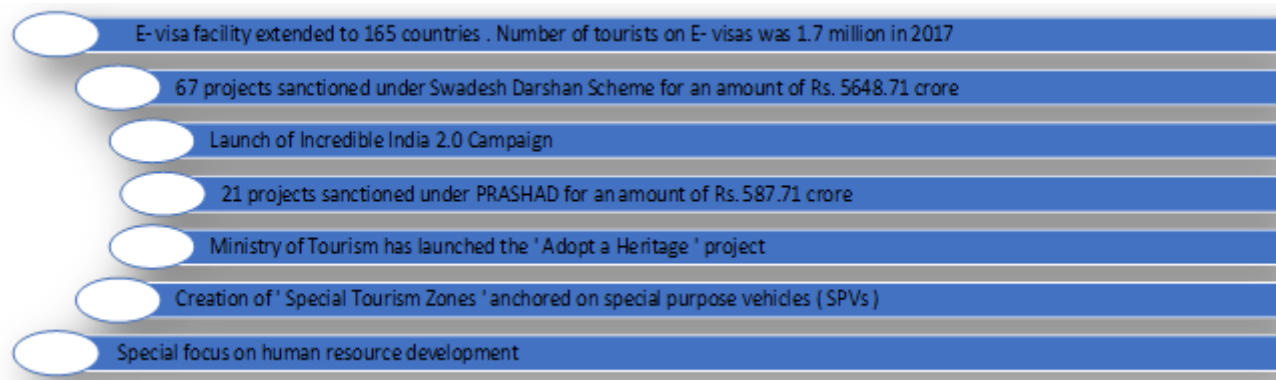 E- visa facility extended to 165 countries . Number of tourists on E- visas was 1.7 million in 2017
67 projects sanctioned under Swadesh Darshan Scheme for an amount of Rs. 5648.71 crore
Launch of Incredible India 2.0 Campaign
21 projects sanctioned under PRASHAD for an amount of Rs. 587.71 crore
Ministry of Tourism has launched the ' Adopt a Heritage ' project
Creation of ' Special Tourism Zones ' anchored on special purpose vehicles ( SPVs )
Special focus on human resource development